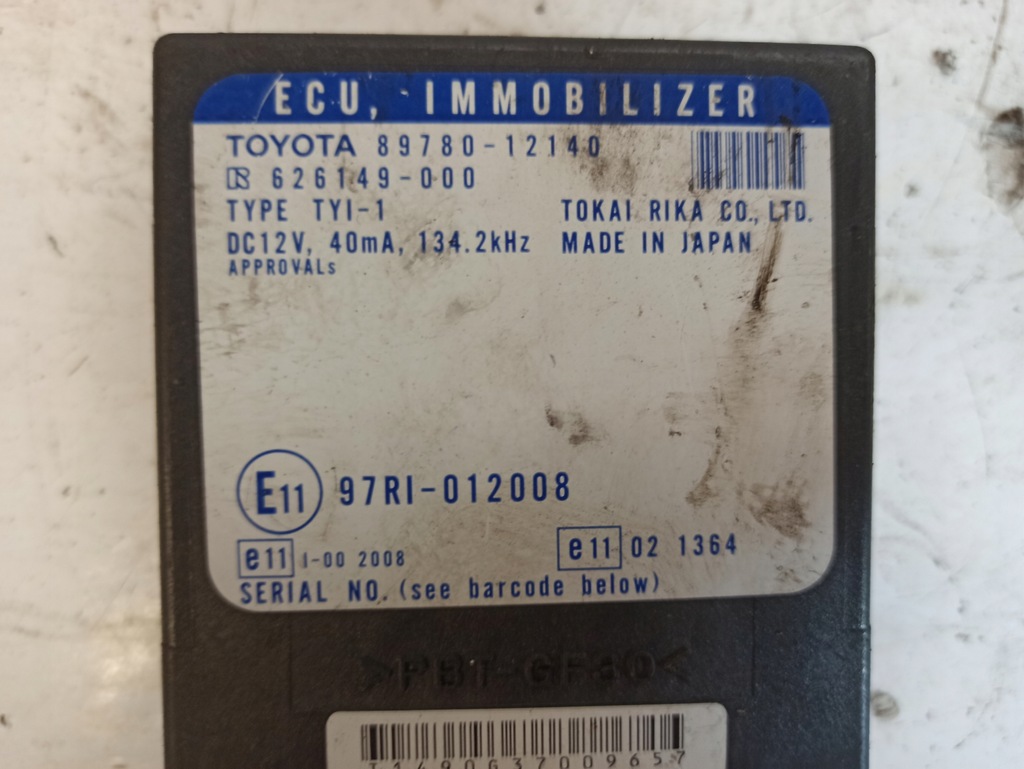 ECU, IMMOBILIZER
TOYOTA 89780-12140
626149-000
TYPE TYI-1 TOKAI RIKA CO., LTD.
DC12V, 40mA, 134.2kHz MADE IN JAPAN
APPROVALs
E11 97RI-012008
e11 I-00 2008 e11 02 1364
SERIAL NO. (see barcode below)
>PBT-GF30<